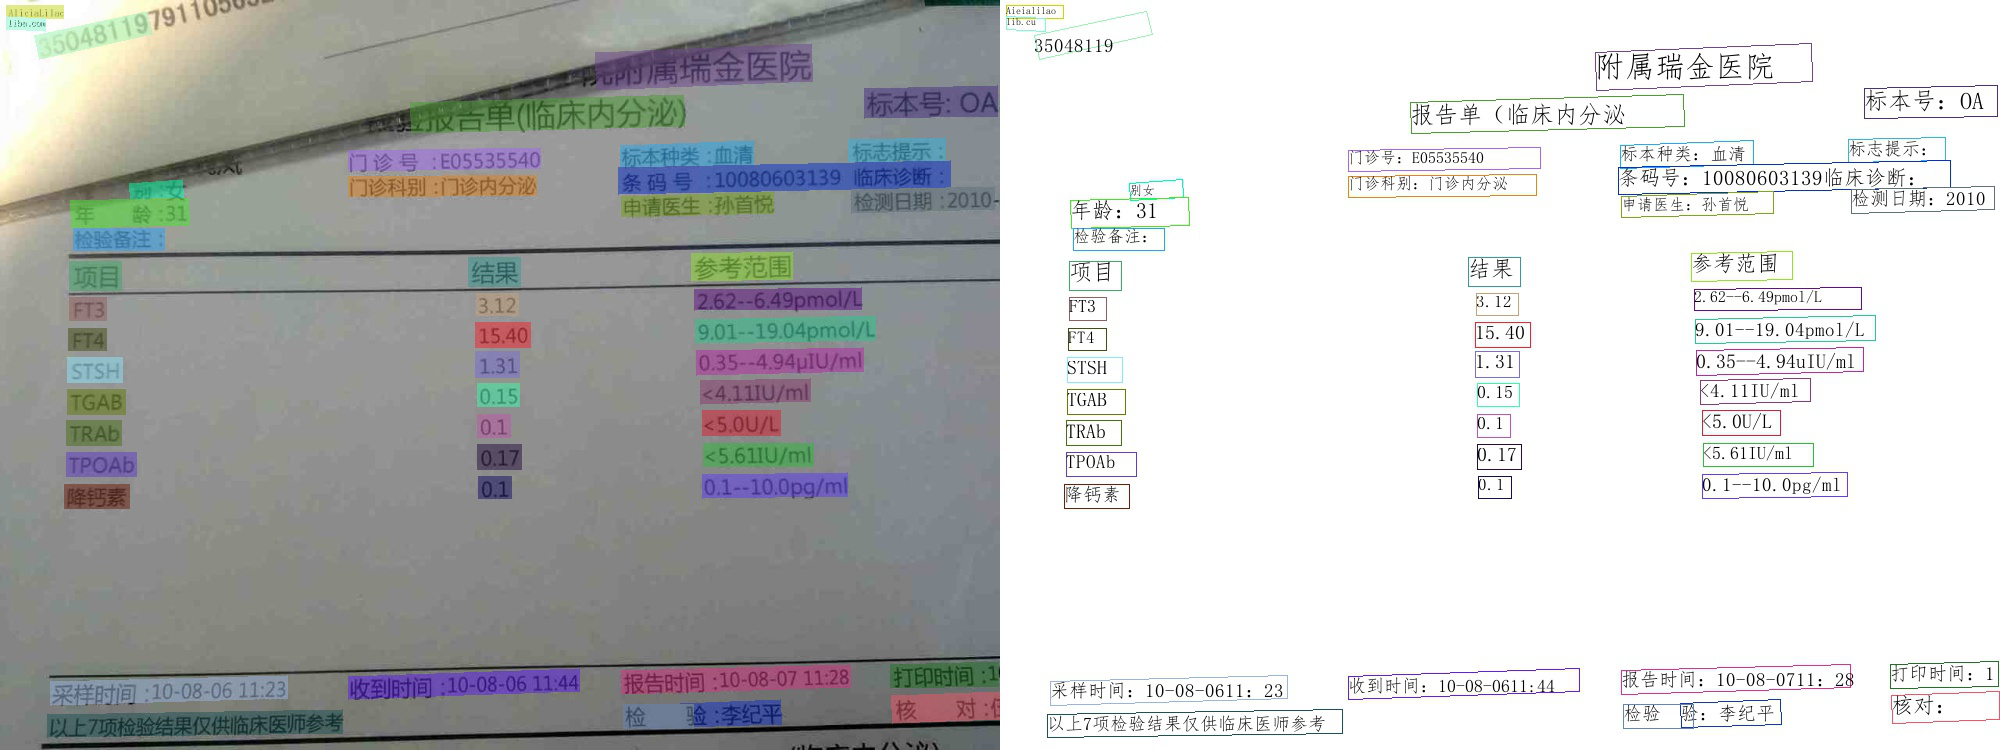 AliciaLilao
liba.com
35048119791105632
院附属瑞金医院
检验报告单(临床内分泌)
标本号: OA
门 诊 号 :E05535540
标本种类 :血清
标志提示 :
别 :女
门诊科别 :门诊内分泌
条 码 号 :10080603139 临床诊断 :
年 龄 :31
申请医生 :孙首悦
检测日期 :2010-
检验备注 :
项目 结果 参考范围
FT3 3.12 2.62--6.49pmol/L
FT4 15.40 9.01--19.04pmol/L
STSH 1.31 0.35--4.94μIU/ml
TGAB 0.15 <4.11IU/ml
TRAb 0.1 <5.0U/L
TPOAb 0.17 <5.61IU/ml
降钙素 0.1 0.1--10.0pg/ml
采样时间 :10-08-06 11:23 收到时间 :10-08-06 11:44 报告时间 :10-08-07 11:28 打印时间 :1
以上7项检验结果仅供临床医师参考 检 验 :李纪平 核 对 :
(临床内分泌)
Aieialilao
lib.cu
35048119
附属瑞金医院
报告单（临床内分泌
标本号：OA
门诊号：E05535540
标本种类：血清
标志提示：
别女
门诊科别：门诊内分泌
条码号：10080603139临床诊断：
年龄：31
申请医生：孙首悦
检测日期：2010
检验备注：
项目 结果 参考范围
FT3 3.12 2.62--6.49pmol/L
FT4 15.40 9.01--19.04pmol/L
STSH 1.31 0.35--4.94uIU/ml
TGAB 0.15 <4.11IU/ml
TRAb 0.1 <5.0U/L
TPOAb 0.17 <5.61IU/ml
降钙素 0.1 0.1--10.0pg/ml
采样时间：10-08-0611：23 收到时间：10-08-0611:44 报告时间：10-08-0711：28 打印时间：1
以上7项检验结果仅供临床医师参考 检验 验：李纪平 核对：